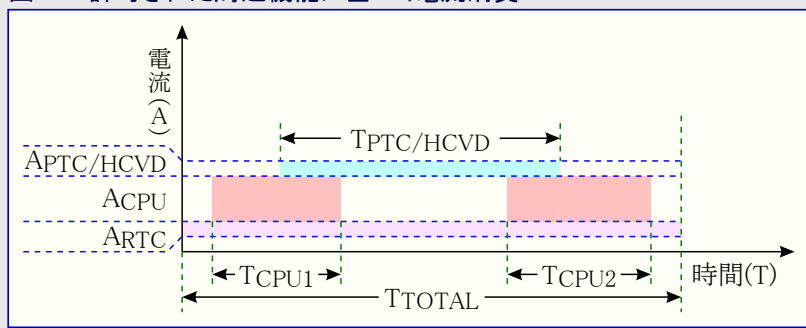 電流(A)
TPTC/HCVD
APTC/HCVD
ACPU
ARTC
時間(T)
TCPU1
TCPU2
TTOTAL